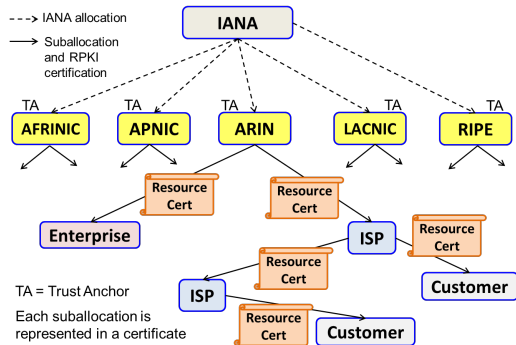 IANA allocation
IANA
Suballocation
and RPKI
certification
TA
TA
TA
TA
TA
AFRINIC
APNIC
ARIN
LACNIC
RIPE
Resource
Cert
Resource
Cert
Enterprise
ISP
Resource
Cert
Resource
Cert
Customer
TA = Trust Anchor
ISP
Each suballocation is
represented in a certificate
Resource
Cert
Customer